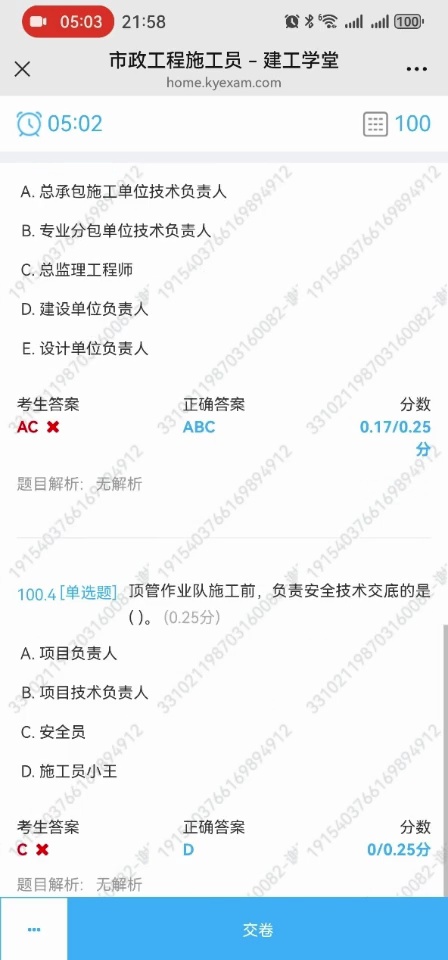 05:03 21:58 6 100
市政工程施工员 – 建工学堂
home.kyexam.com
05:02 100
A. 总承包施工单位技术负责人
B. 专业分包单位技术负责人
C. 总监理工程师
D. 建设单位负责人
E. 设计单位负责人
考生答案 正确答案 分数
AC ABC 0.17/0.25
分
题目解析: 无解析
100.4 [单选题] 顶管作业队施工前，负责安全技术交底的是
( )。 (0.25分)
A. 项目负责人
B. 项目技术负责人
C. 安全员
D. 施工员小王
考生答案 正确答案 分数
C D 0/0.25分
题目解析: 无解析
交卷